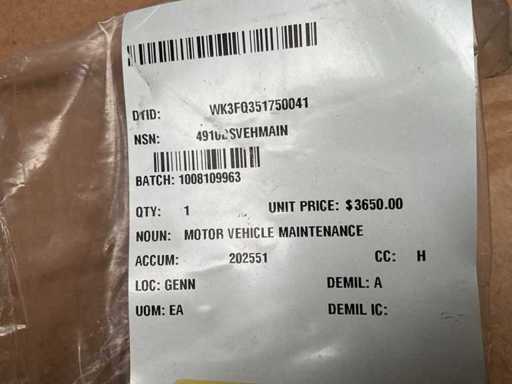 DTID: WK3FQ351750041
NSN: 4910DSVEHMAIN
BATCH: 1008109963
QTY: 1 UNIT PRICE: $3650.00
NOUN: MOTOR VEHICLE MAINTENANCE
ACCUM: 202551 CC: H
LOC: GENN DEMIL: A
UOM: EA DEMIL IC: